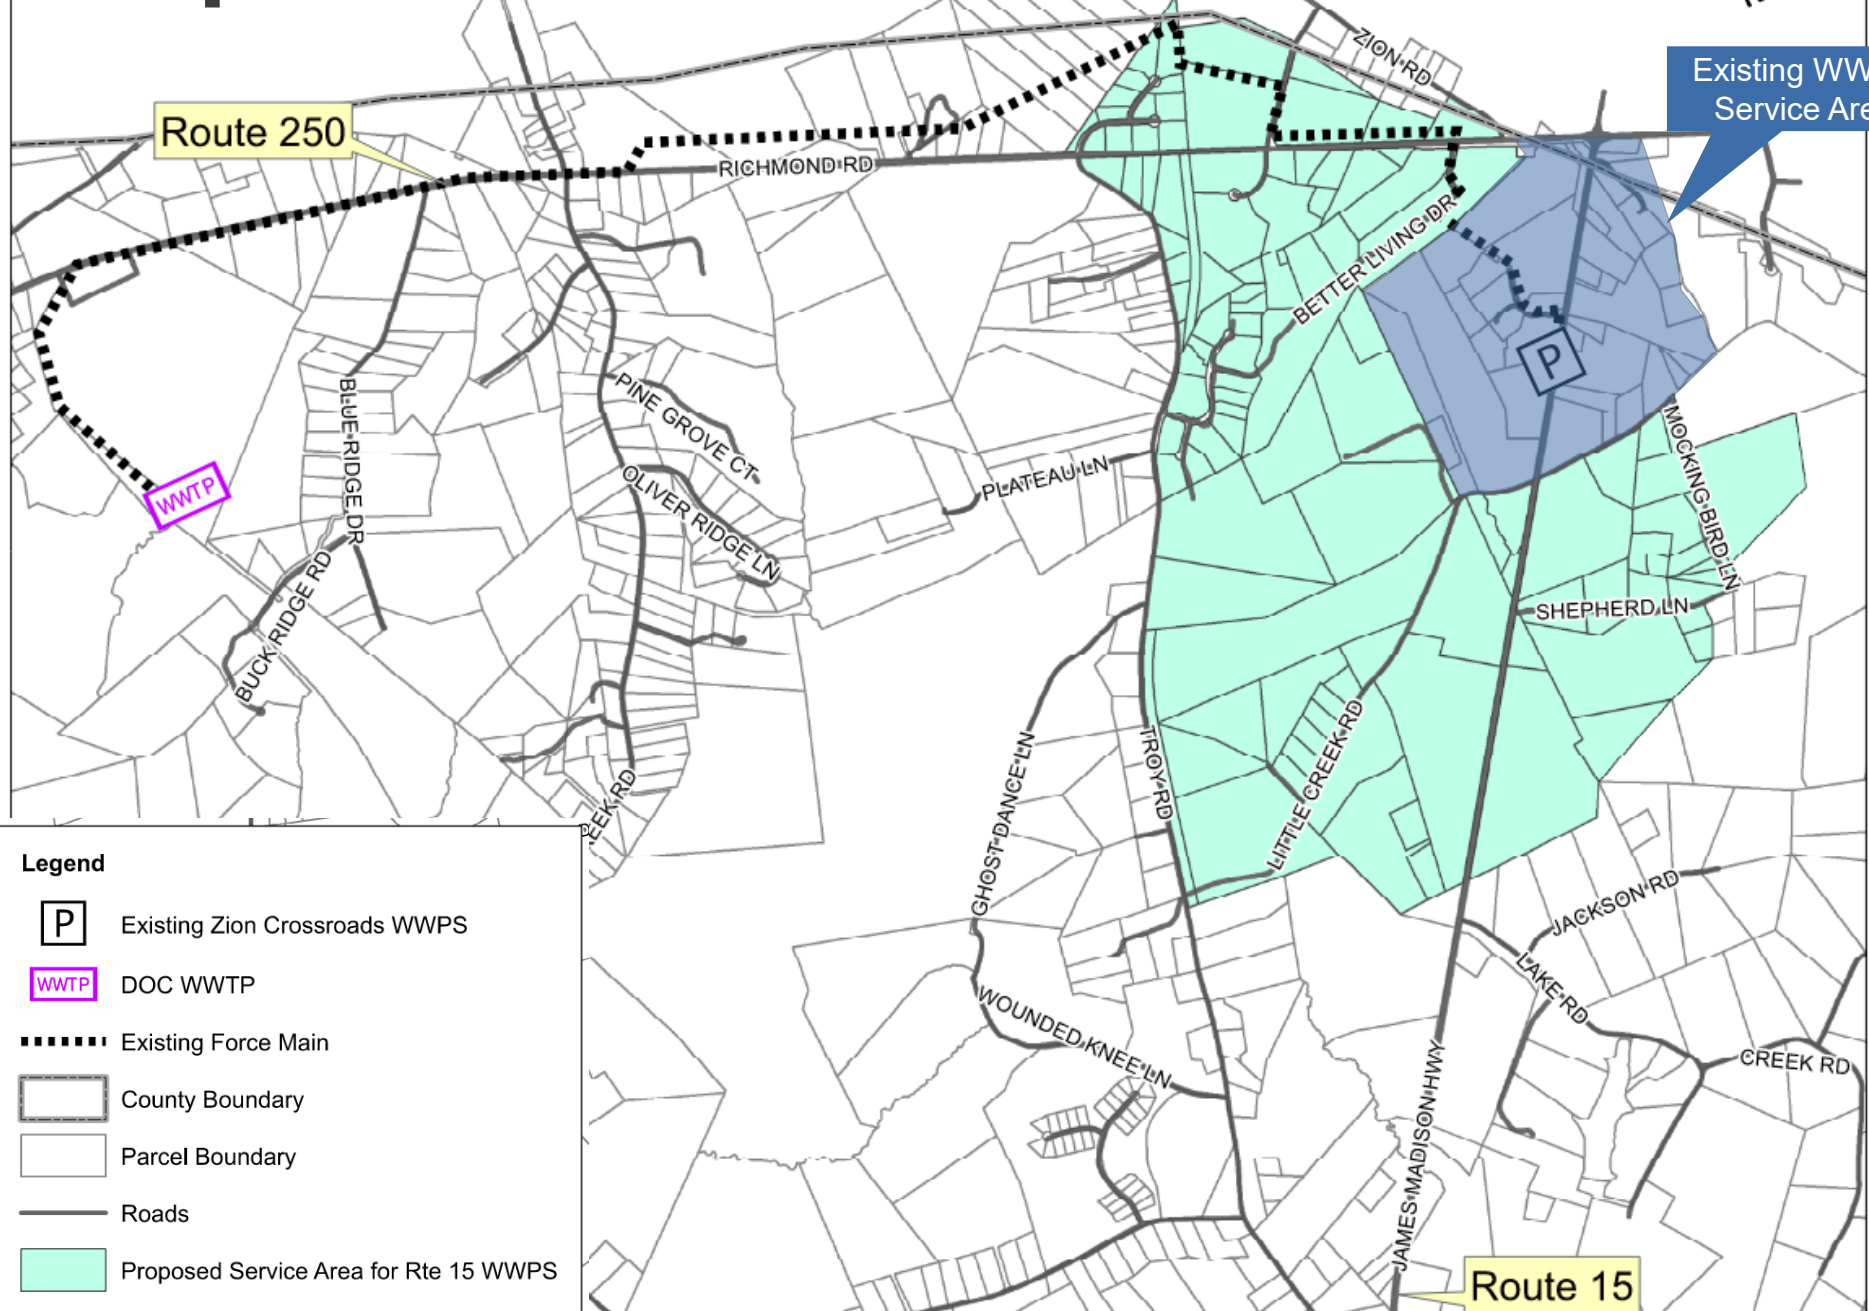 ZION RD
Existing WW
Service Are
Route 250
RICHMOND RD
BETTER LIVING DR
P
PINE GROVE CT
BLUE RIDGE DR
OLIVER RIDGE LN
PLATEAU LN
MOCKING BIRD LN
WWTP
BUCK RIDGE RD
SHEPHERD LN
GHOST DANCE LN
TROY RD
LITTLE CREEK RD
EEK RD
JACKSON RD
LAKE RD
WOUNDED KNEE LN
CREEK RD
JAMES MADISON HWY
Route 15
Legend
P Existing Zion Crossroads WWPS
WWTP DOC WWTP
Existing Force Main
County Boundary
Parcel Boundary
Roads
Proposed Service Area for Rte 15 WWPS